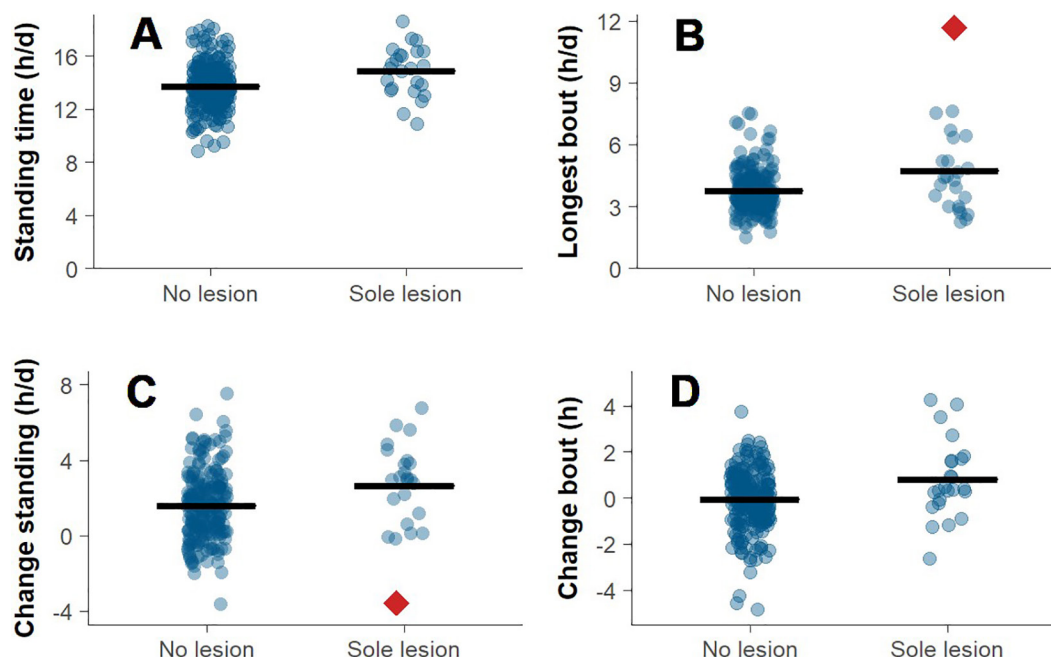 A
Standing time (h/d)
16
12
8
4
0
No lesion
Sole lesion
B
Longest bout (h/d)
12
9
6
3
0
No lesion
Sole lesion
C
Change standing (h/d)
8
4
0
-4
No lesion
Sole lesion
D
Change bout (h)
4
2
0
-2
-4
No lesion
Sole lesion